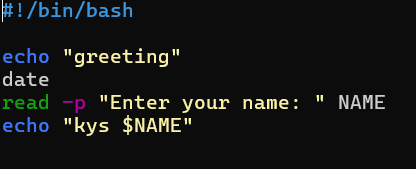 #!/bin/bash
echo "greeting"
date
read -p "Enter your name: " NAME
echo "kys $NAME"